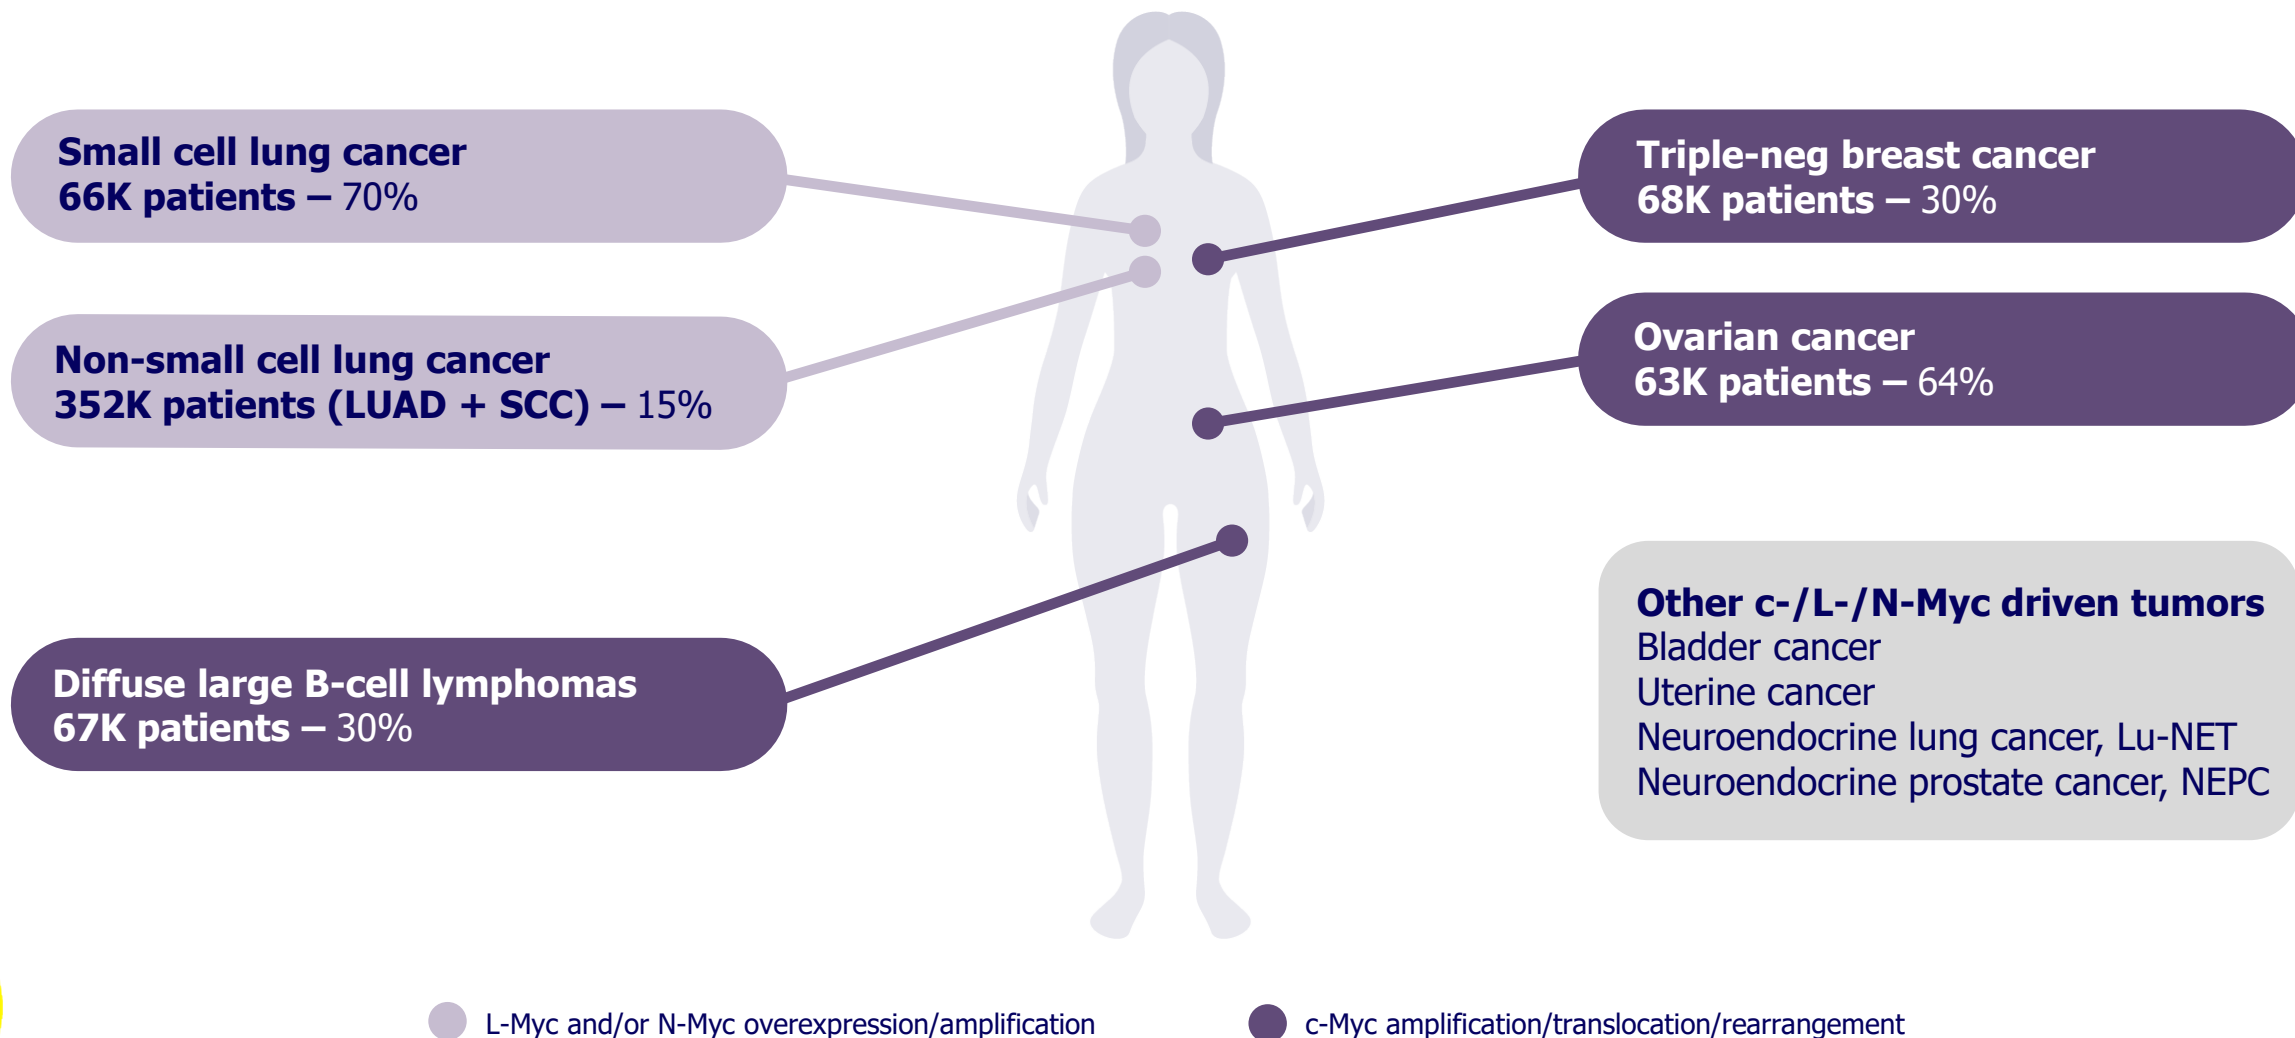 Small cell lung cancer
66K patients – 70%
Non-small cell lung cancer
352K patients (LUAD + SCC) – 15%
Diffuse large B-cell lymphomas
67K patients – 30%
Triple-neg breast cancer
68K patients – 30%
Ovarian cancer
63K patients – 64%
Other c-/L-/N-Myc driven tumors
Bladder cancer
Uterine cancer
Neuroendocrine lung cancer, Lu-NET
Neuroendocrine prostate cancer, NEPC
L-Myc and/or N-Myc overexpression/amplification
c-Myc amplification/translocation/rearrangement